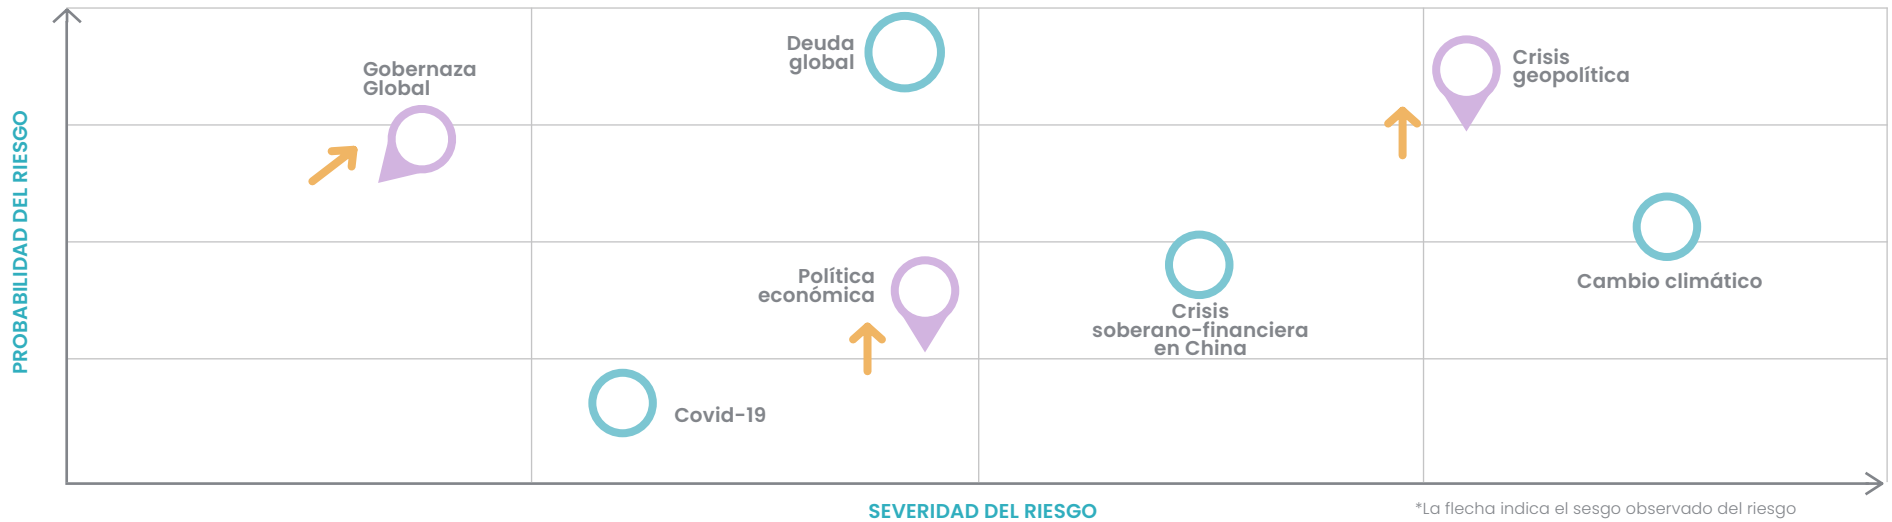 PROBABILIDAD DEL RIESGO
Gobernaza
Global
Deuda
global
Crisis
geopolítica
Política
económica
Crisis
soberano-financiera
en China
Cambio climático
Covid-19
SEVERIDAD DEL RIESGO
*La flecha indica el sesgo observado del riesgo